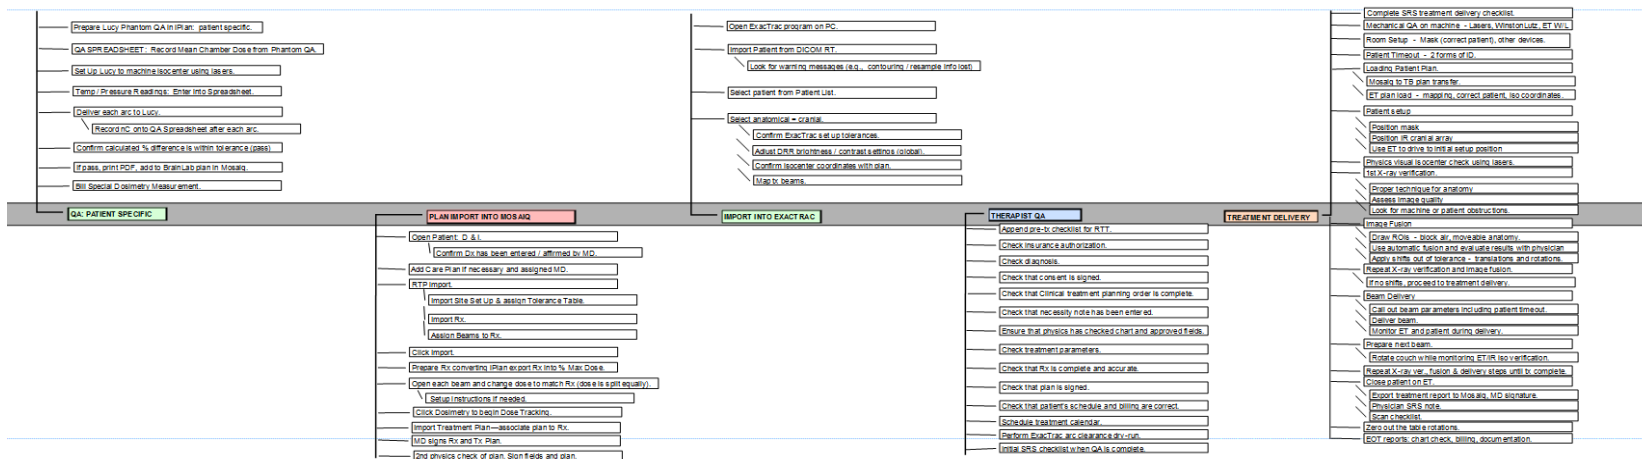 Prepare Lucy Phantom QA in iPlan: patient specific.
QA SPREADSHEET: Record Mean Chamber Dose from Phantom QA.
Set Up Lucy to machine isocenter using lasers.
Temp / Pressure Readings: Enter into Spreadsheet.
Deliver each arc to Lucy.
Record nC onto QA Spreadsheet after each arc.
Confirm calculated % difference is within tolerance (pass)
If pass, print PDF, add to BrainLab plan in Mosaiq.
Bill Special Dosimetry Measurement.
QA: PATIENT SPECIFIC
PLAN IMPORT INTO MOSAIQ
Open Patient: D & I.
Confirm Dx has been entered / affirmed by MD.
Add Care Plan if necessary and assigned MD.
RTP Import.
Import Site Set Up & assign Tolerance Table.
Import Rx.
Assign Beams to Rx.
Click Import.
Prepare Rx converting iPlan export Rx into % Max Dose.
Open each beam and change dose to match Rx (dose is split equally).
Setup instructions if needed.
Click Dosimetry to begin Dose Tracking.
Import Treatment Plan—associate plan to Rx.
MD signs Rx and Tx Plan.
2nd physics check of plan. Sign fields and plan.
Open ExacTrac program on PC.
Import Patient from DICOM RT.
Look for warning messages (e.g., contouring / resample info lost)
Select patient from Patient List.
Select anatomical = cranial.
Confirm ExacTrac set up tolerances.
Adjust DRR brightness / contrast settings (global).
Confirm isocenter coordinates with plan.
Map tx beams.
IMPORT INTO EXACTRAC
THERAPIST QA
Append pre-tx checklist for RTT.
Check insurance authorization.
Check diagnosis.
Check that consent is signed.
Check that Clinical treatment planning order is complete.
Check that necessity note has been entered.
Ensure that physics has checked chart and approved fields.
Check treatment parameters.
Check that Rx is complete and accurate.
Check that plan is signed.
Check that patient's schedule and billing are correct.
Schedule treatment calendar.
Perform ExacTrac arc clearance dry-run.
Initial SRS checklist when QA is complete.
TREATMENT DELIVERY
Complete SRS treatment delivery checklist.
Mechanical QA on machine - Lasers, WinstonLutz, ET W/L
Room Setup - Mask (correct patient), other devices.
Patient Timeout - 2 forms of ID.
Loading Patient Plan.
Mosaiq to TB plan transfer.
ET plan load - mapping, correct patient, iso coordinates.
Patient setup
Position mask
Position IR cranial array
Use ET to drive to initial setup position
Physics visual isocenter check using lasers.
1st X-ray verification.
Proper technique for anatomy
Assess image quality
Look for machine or patient obstructions.
Image Fusion
Draw ROIs - block air, moveable anatomy.
Use automatic fusion and evaluate results with physician
Apply shifts out of tolerance - translations and rotations.
Repeat X-ray verification and image fusion.
If no shifts, proceed to treatment delivery.
Beam Delivery
Call out beam parameters including patient timeout.
Deliver beam.
Monitor ET and patient during delivery.
Prepare next beam.
Rotate couch while monitoring ET/IR iso verification.
Repeat X-ray ver., fusion & delivery steps until tx complete.
Close patient on ET.
Export treatment report to Mosaiq, MD signature.
Physician SRS note.
Scan checklist.
Zero out the table rotations.
EOT reports: chart check, billing, documentation.